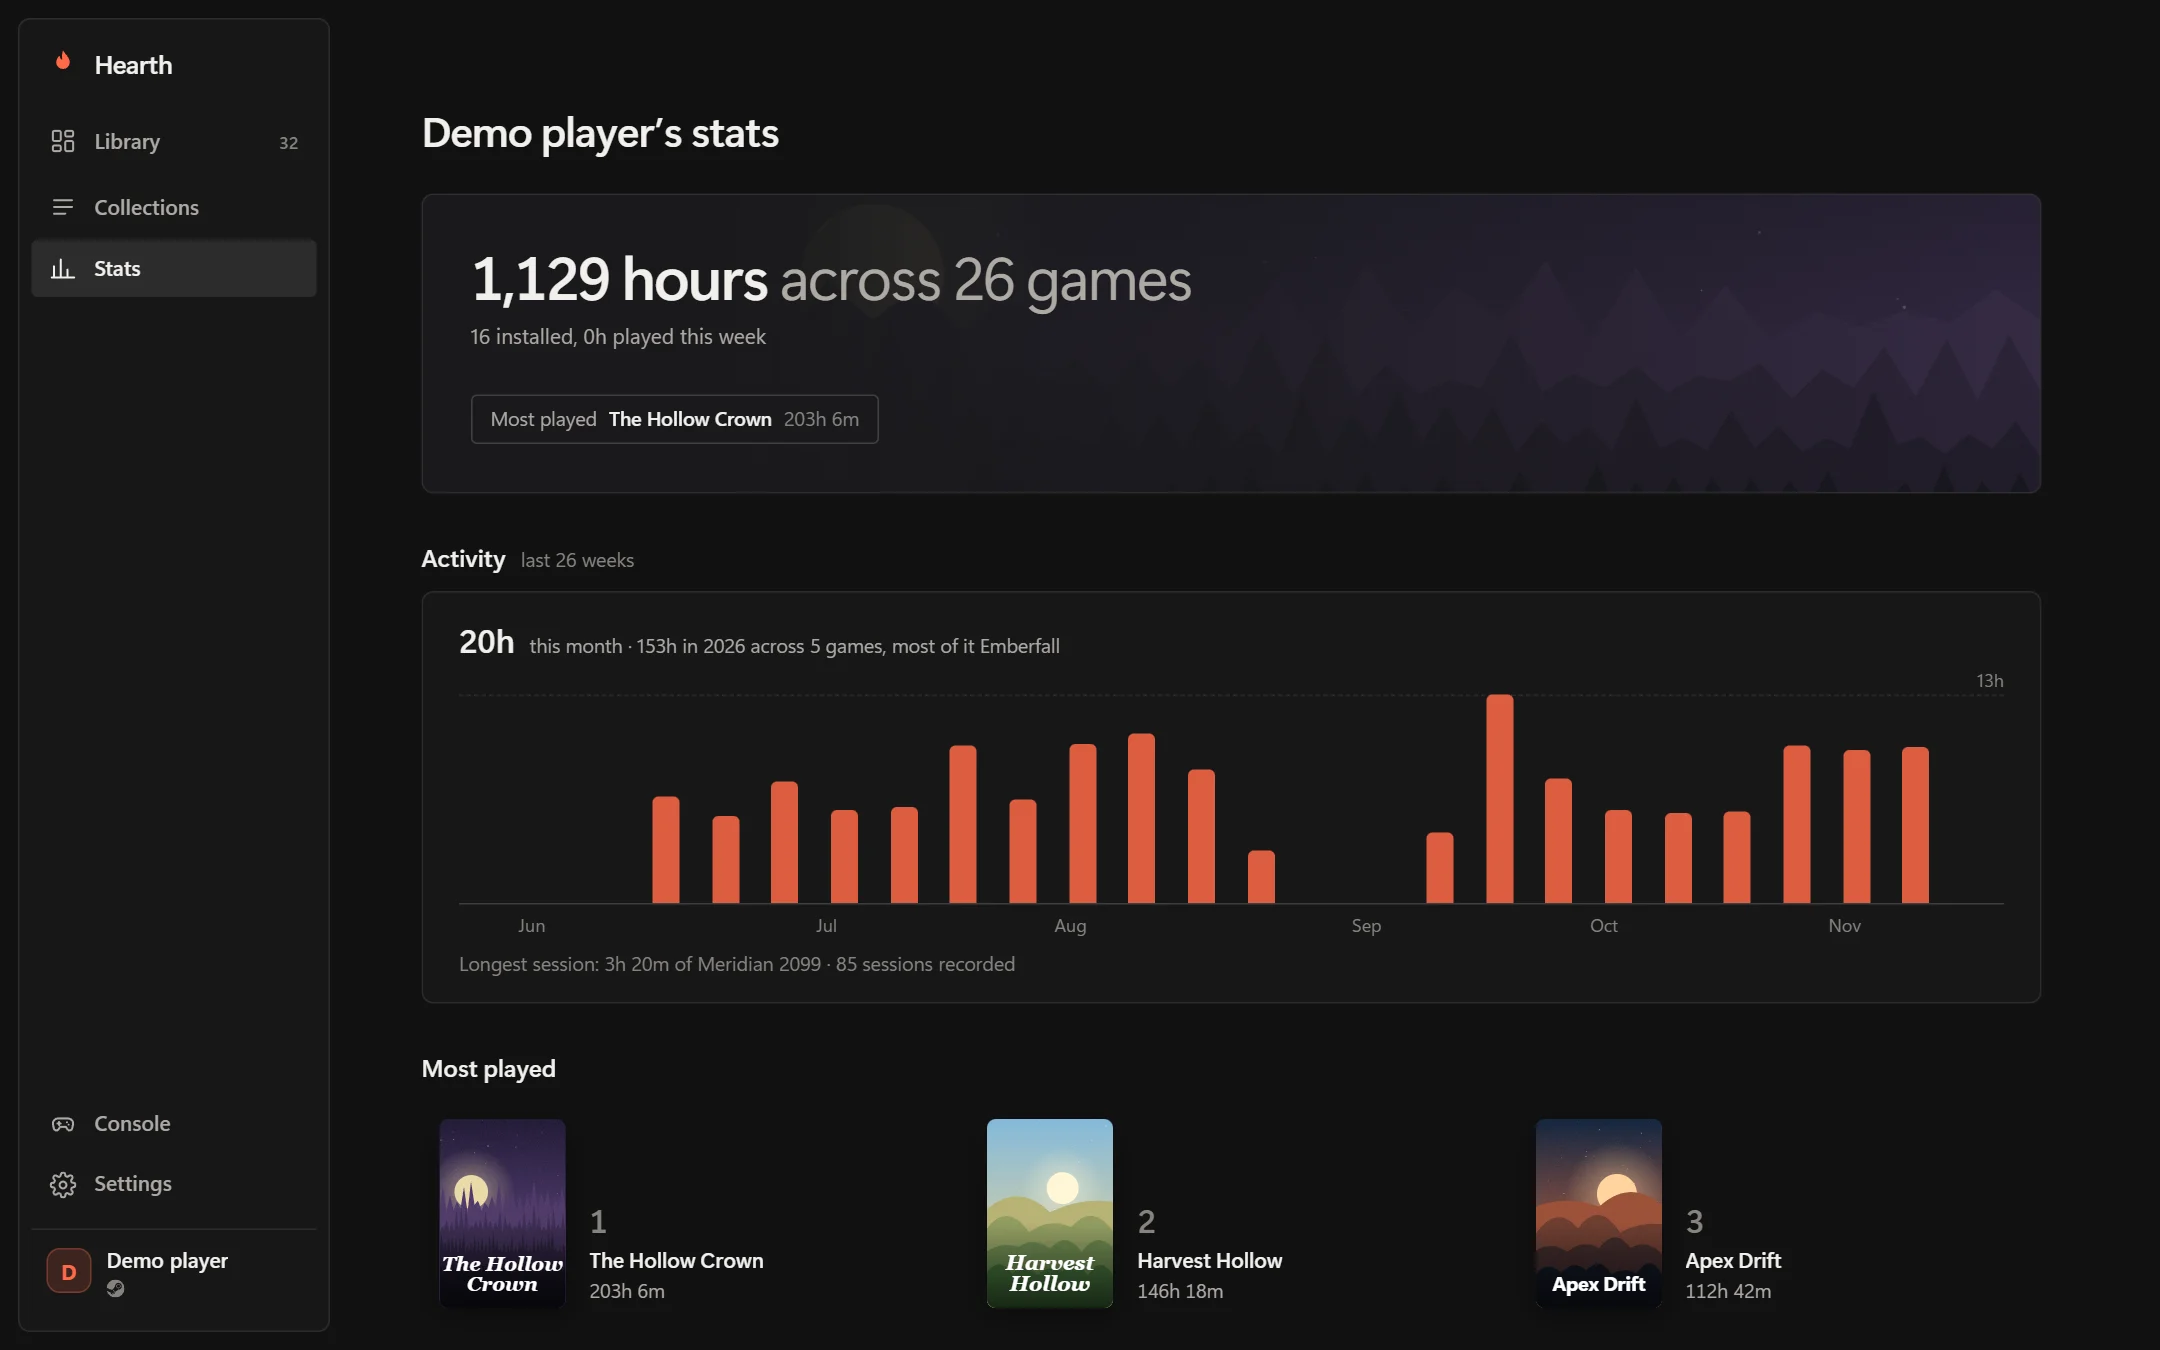 Hearth
Library 32
Collections
Stats
Console
Settings
D Demo player
Demo player’s stats
1,129 hours across 26 games
16 installed, 0h played this week
Most played The Hollow Crown 203h 6m
Activity last 26 weeks
20h this month · 153h in 2026 across 5 games, most of it Emberfall
13h
Jun Jul Aug Sep Oct Nov
Longest session: 3h 20m of Meridian 2099 · 85 sessions recorded
Most played
The Hollow
Crown
1
The Hollow Crown
203h 6m
Harvest
Hollow
2
Harvest Hollow
146h 18m
Apex Drift
3
Apex Drift
112h 42m